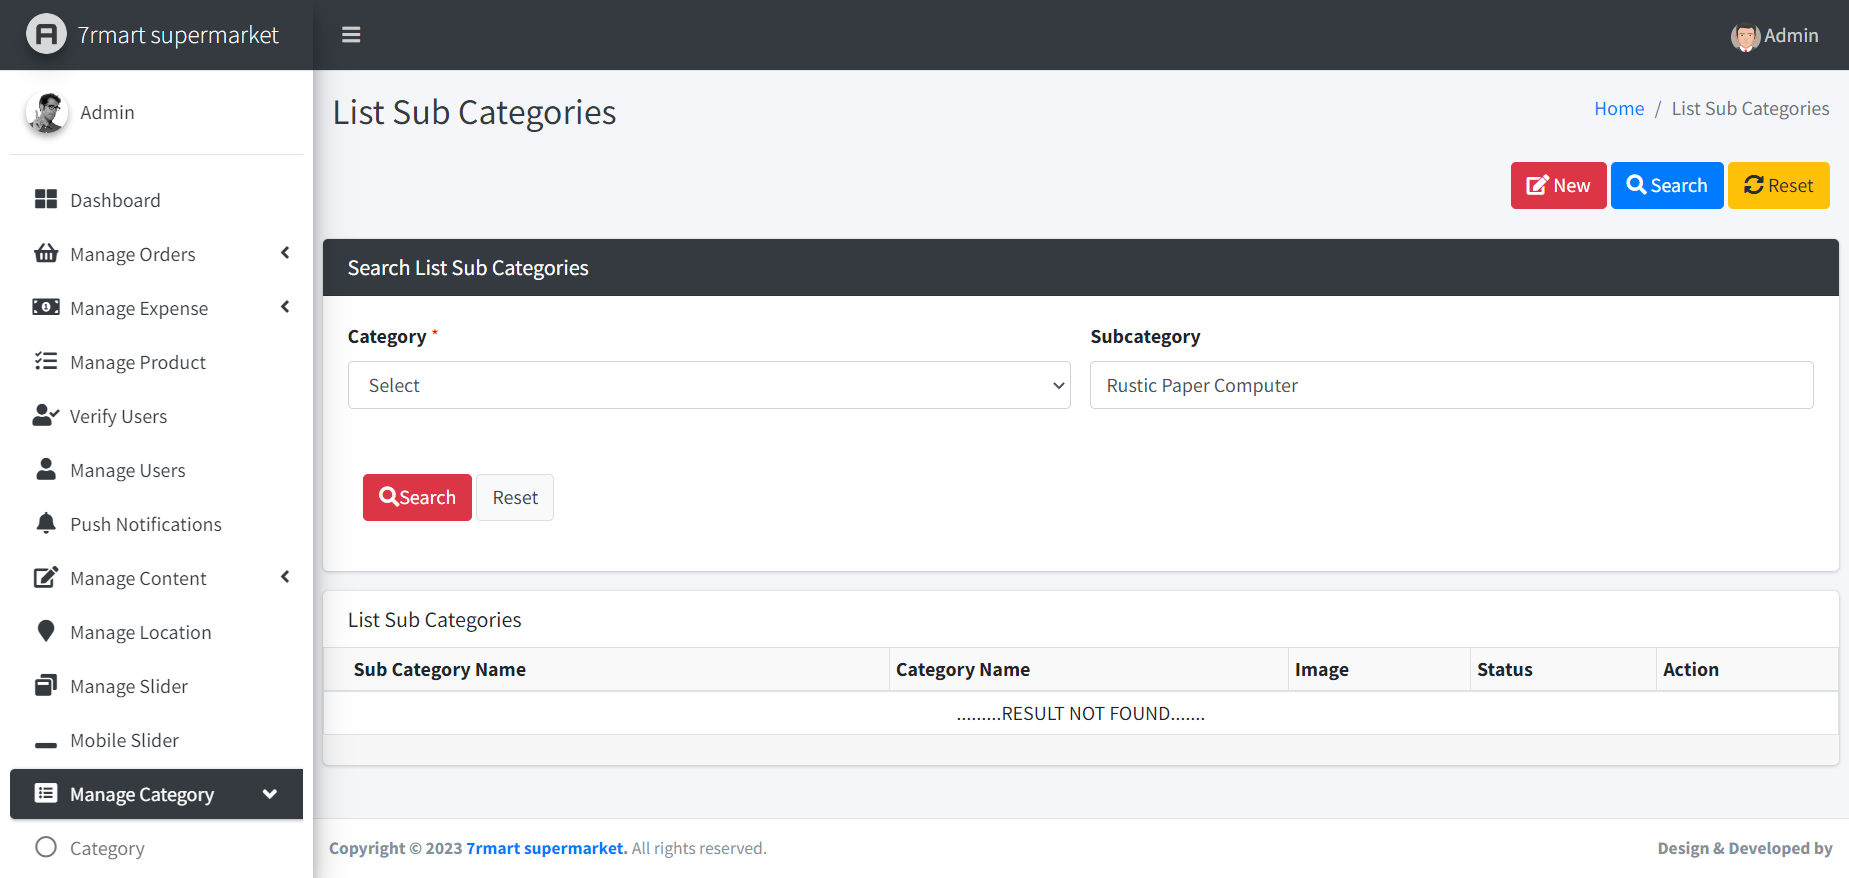 7rmart supermarket
Admin
Admin
Dashboard
Manage Orders
Manage Expense
Manage Product
Verify Users
Manage Users
Push Notifications
Manage Content
Manage Location
Manage Slider
Mobile Slider
Manage Category
Category
List Sub Categories
Home / List Sub Categories
New Search Reset
Search List Sub Categories
Category * Subcategory
Select Rustic Paper Computer
Search Reset
List Sub Categories
Sub Category Name Category Name Image Status Action
.........RESULT NOT FOUND.......
Copyright © 2023 7rmart supermarket. All rights reserved. Design & Developed by